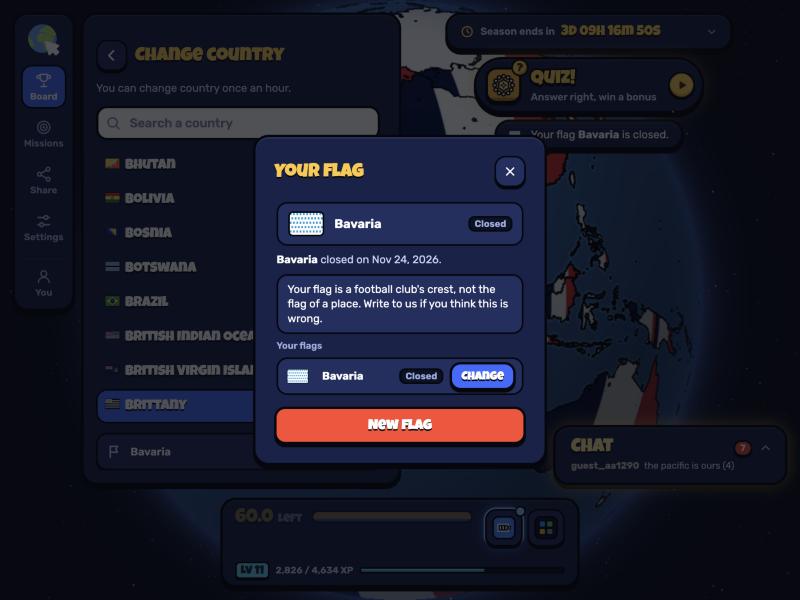 Board
Missions
Share
Settings
You
CHANGE COUNTRY
You can change country once an hour.
Search a country
BHUTAN
BOLIVIA
BOSNIA
BOTSWANA
BRAZIL
BRITISH INDIAN OCEA
BRITISH VIRGIN ISLA
BRITTANY
Bavaria
Season ends in 3D 09H 16M 50S
?
QUIZ!
Answer right, win a bonus
Your flag Bavaria is closed.
YOUR FLAG
Bavaria
Closed
Bavaria closed on Nov 24, 2026.
Your flag is a football club's crest, not the
flag of a place. Write to us if you think this is
wrong.
Your flags
Bavaria
Closed
CHANGE
NEW FLAG
CHAT
7
guest_aa1290 the pacific is ours (4)
60.0 LEFT
LV 11
2,826 / 4,634 XP